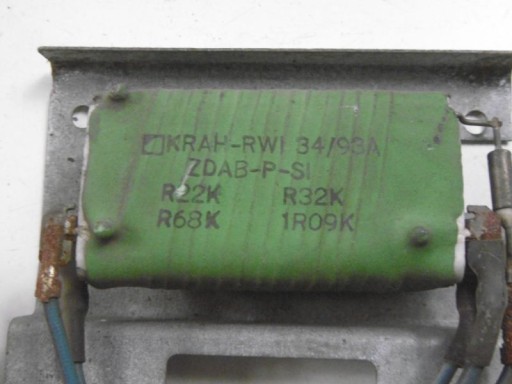 KRAH-RWI 34/93A
ZDAB-P-SI
R22K R32K
R68K 1R09K